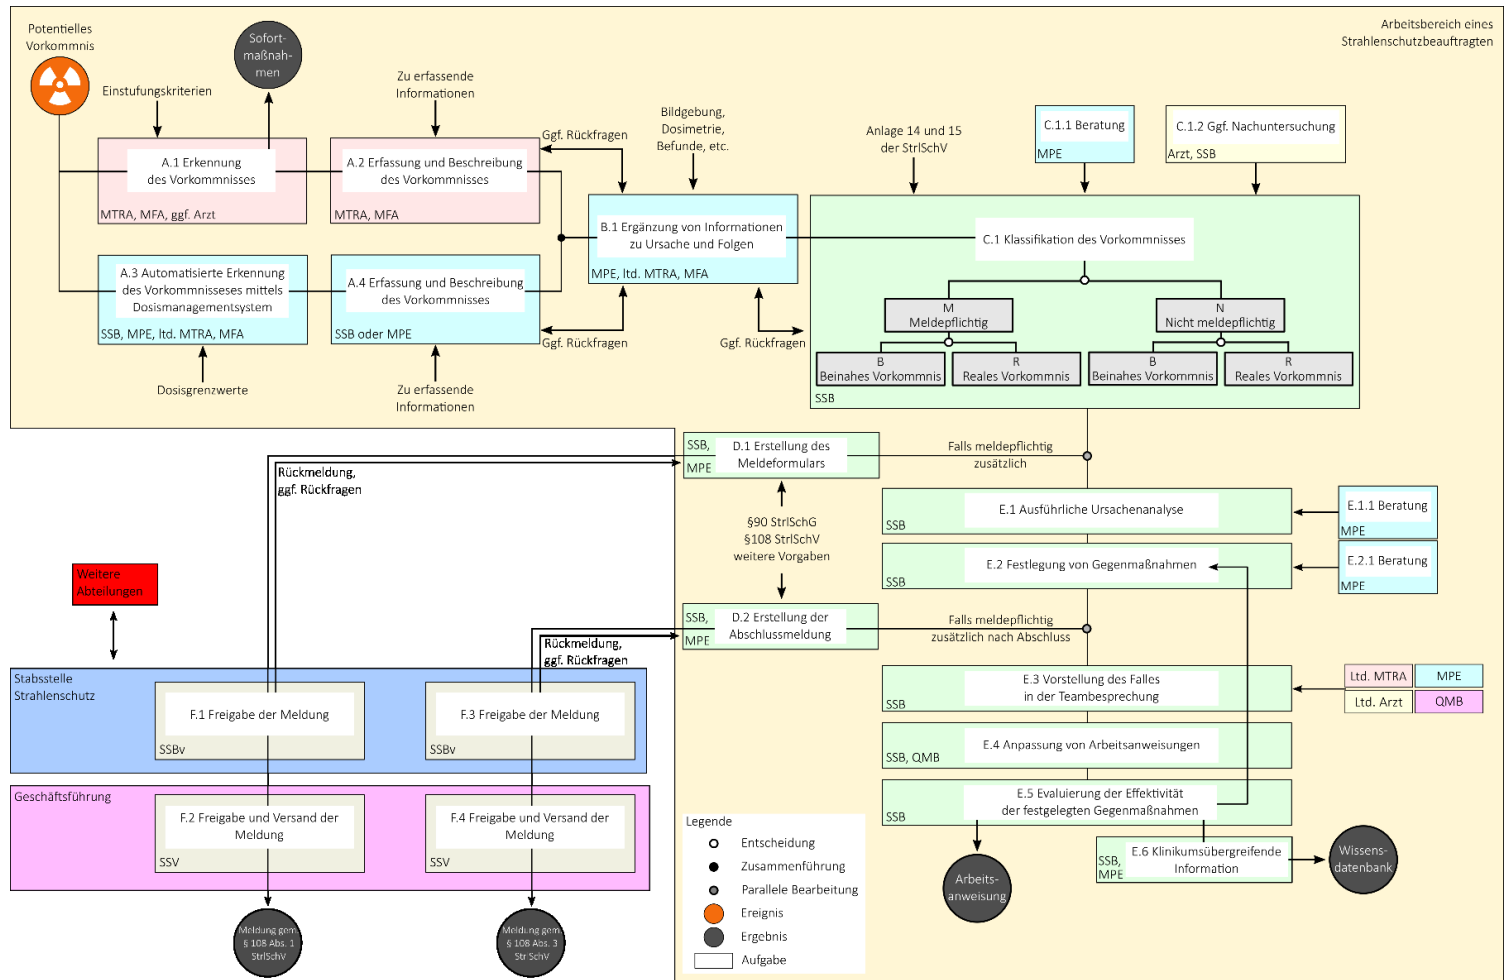 Potentielles
Vorkommnis
Sofort-
maßnah-
men
Arbeitsbereich eines
Strahlenschutzbeauftragten
Einstufungskriterien
Zu erfassende
Informationen
A.1 Erkennung
des Vorkommnisses
MTRA, MFA, ggf. Arzt
A.2 Erfassung und Beschreibung
des Vorkommnisses
MTRA, MFA
Ggf. Rückfragen
Bildgebung,
Dosimetrie,
Befunde, etc.
Anlage 14 und 15
der StrlSchV
C.1.1 Beratung
MPE
C.1.2 Ggf. Nachuntersuchung
Arzt, SSB
A.3 Automatisierte Erkennung
des Vorkommnisseses mittels
Dosismanagementsystem
SSB, MPE, ltd. MTRA, MFA
Dosisgrenzwerte
A.4 Erfassung und Beschreibung
des Vorkommnisses
SSB oder MPE
Zu erfassende
Informationen
Ggf. Rückfragen
B.1 Ergänzung von Informationen
zu Ursache und Folgen
MPE, ltd. MTRA, MFA
Ggf. Rückfragen
C.1 Klassifikation des Vorkommnisses
M
Meldepflichtig
N
Nicht meldepflichtig
B
Beinahes Vorkommnis
R
Reales Vorkommnis
B
Beinahes Vorkommnis
R
Reales Vorkommnis
SSB
SSB,
MPE
D.1 Erstellung des
Meldeformulars
Falls meldepflichtig
zusätzlich
Rückmeldung,
ggf. Rückfragen
§90 StrlSchG
§108 StrlSchV
weitere Vorgaben
E.1 Ausführliche Ursachenanalyse
SSB
E.1.1 Beratung
MPE
E.2 Festlegung von Gegenmaßnahmen
SSB
E.2.1 Beratung
MPE
SSB,
MPE
D.2 Erstellung der
Abschlussmeldung
Falls meldepflichtig
zusätzlich nach Abschluss
Rückmeldung,
ggf. Rückfragen
Weitere
Abteilungen
Stabsstelle
Strahlenschutz
F.1 Freigabe der Meldung
SSBv
F.3 Freigabe der Meldung
SSBv
Geschäftsführung
F.2 Freigabe und Versand der
Meldung
SSV
F.4 Freigabe und Versand der
Meldung
SSV
Meldung gem.
§ 108 Abs. 1
StrlSchV
Meldung gem.
§ 108 Abs. 3
StrlSchV
E.3 Vorstellung des Falles
in der Teambesprechung
SSB
Ltd. MTRA
MPE
Ltd. Arzt
QMB
E.4 Anpassung von Arbeitsanweisungen
SSB, QMB
E.5 Evaluierung der Effektivität
der festgelegten Gegenmaßnahmen
SSB
E.6 Klinikumsübergreifende
Information
SSB,
MPE
Arbeits-
anweisung
Wissens-
datenbank
Legende
Entscheidung
Zusammenführung
Parallele Bearbeitung
Ereignis
Ergebnis
Aufgabe